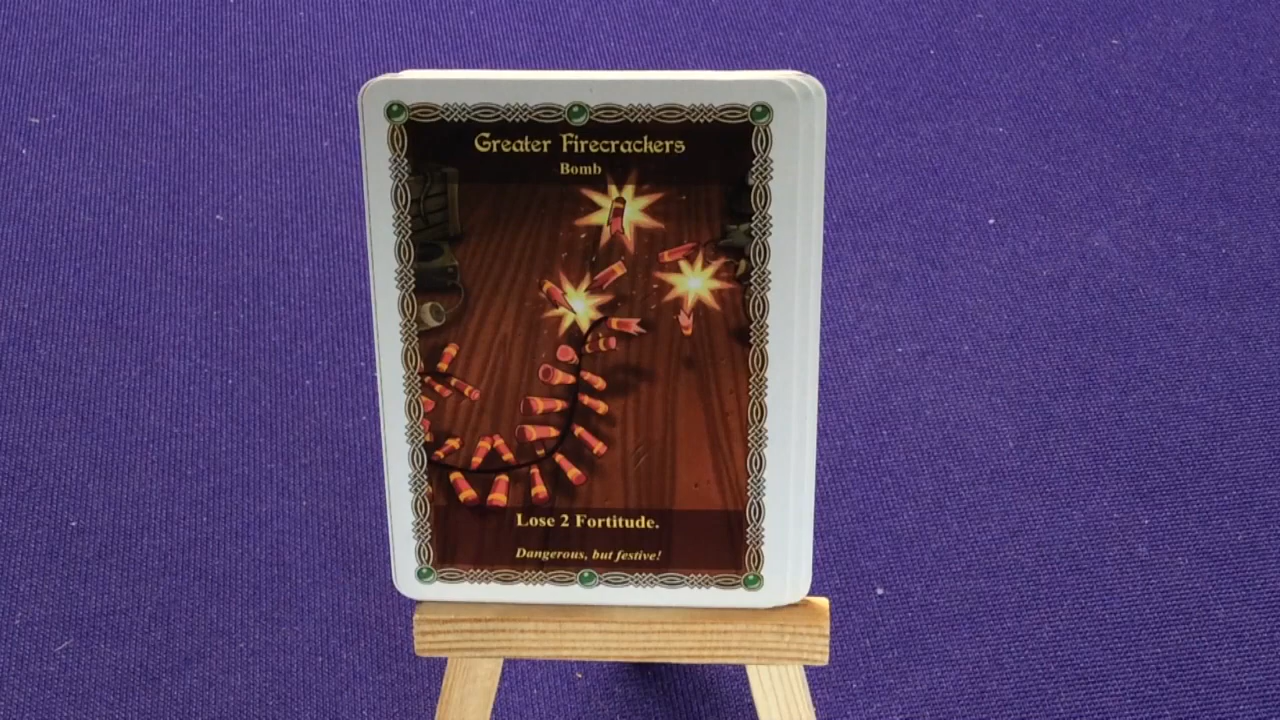 Greater Firecrackers
Bomb
Lose 2 Fortitude.
Dangerous, but festive!